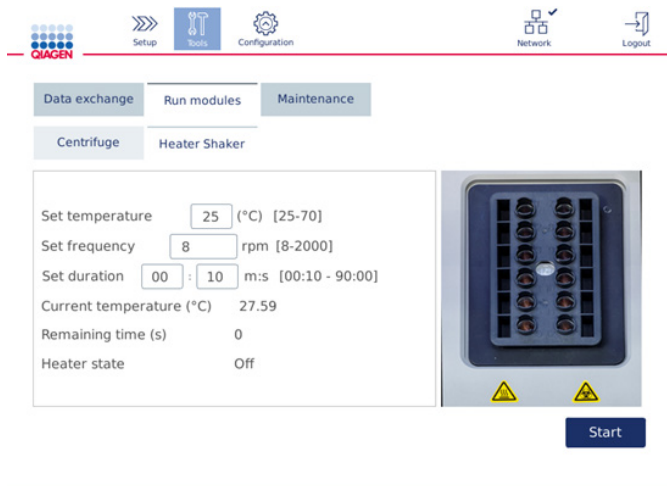 QIAGEN
Setup
Tools
Configuration
Network
Logout
Data exchange
Run modules
Maintenance
Centrifuge
Heater Shaker
Set temperature 25 (°C) [25-70]
Set frequency 8 rpm [8-2000]
Set duration 00 : 10 m:s [00:10 - 90:00]
Current temperature (°C) 27.59
Remaining time (s) 0
Heater state Off
Start